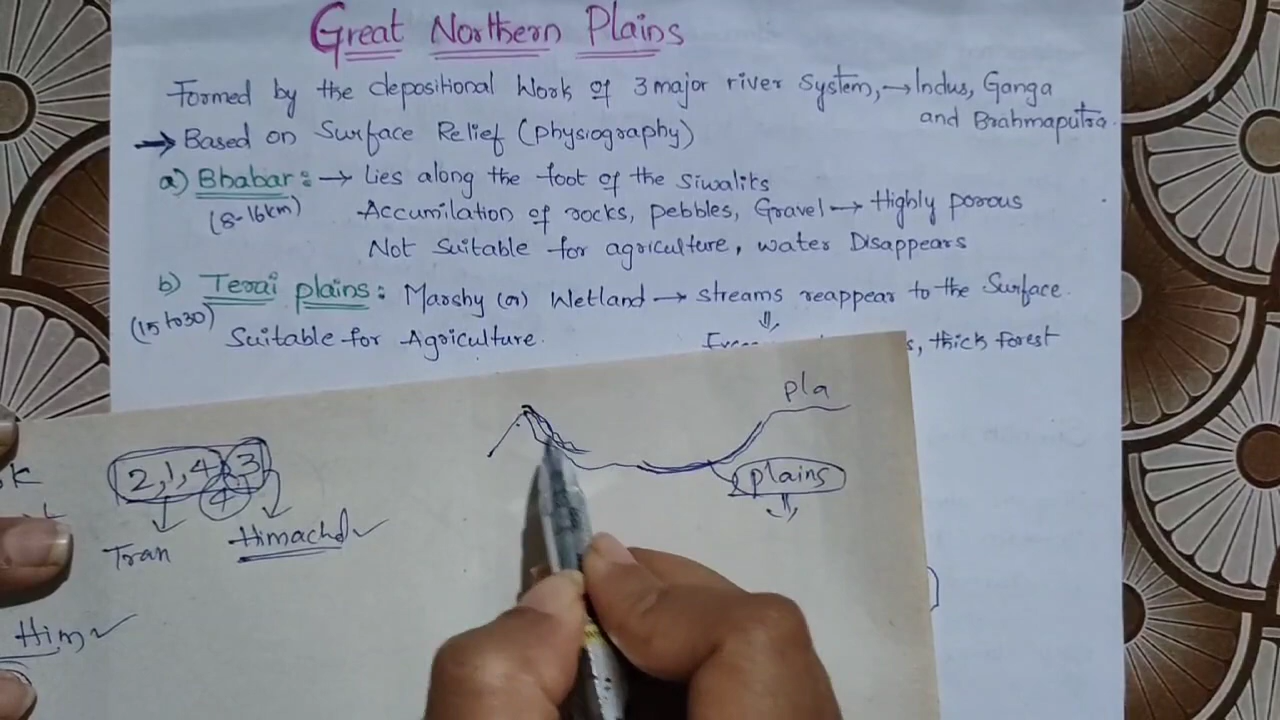 Great Northern Plains
Formed by the depositional Work of 3 major river System, → Indus, Ganga
and Brahmaputra.
→ Based on Surface Relief (physiography)
a) Bhabar: → Lies along the foot of the Siwaliks
(8-16km) Accumilation of rocks, pebbles, Gravel → Highly porous
Not Suitable for agriculture, water Disappears
b) Terai plains: Marshy (or) Wetland → streams reappear to the Surface.
(15 to 30) Suitable for Agriculture.
, thick forest
pla
2, 1, 4, 3
plains
4
Tran
Himachal
Him